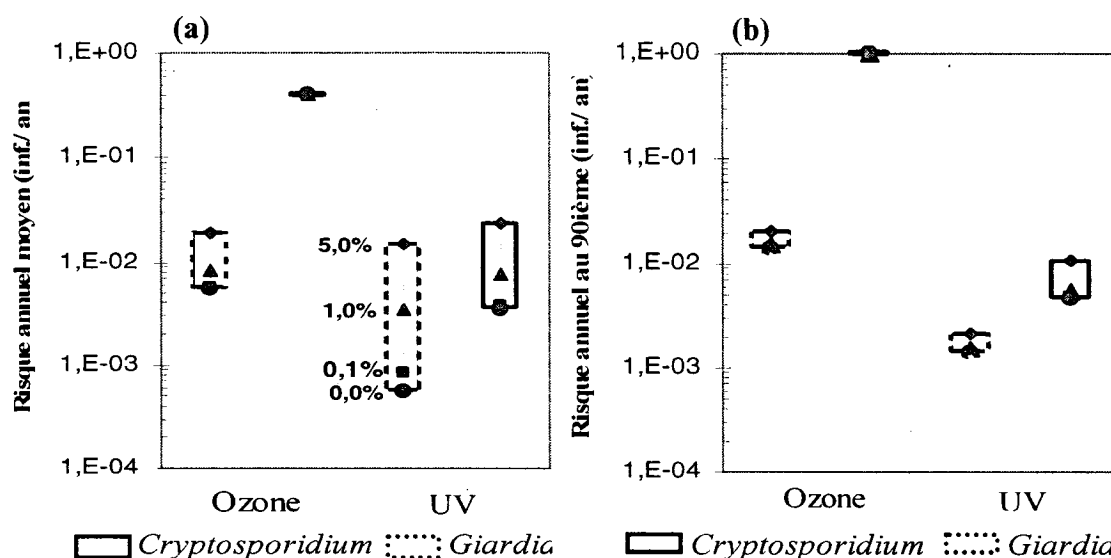 (a)
Risque annuel moyen (inf./ an)
1,E+00
1,E-01
1,E-02
1,E-03
1,E-04
5,0%
1,0%
0,1%
0,0%
Ozone
UV
Cryptosporidium
Giardia
(b)
Risque annuel au 90ième (inf./ an)
1,E+00
1,E-01
1,E-02
1,E-03
1,E-04
Ozone
UV
Cryptosporidium
Giardia